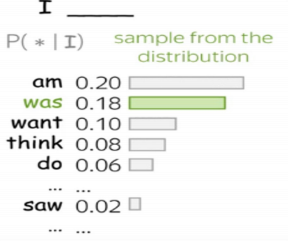 I _____
P( * | I) sample from the
distribution
am 0.20
was 0.18
want 0.10
think 0.08
do 0.06
... ...
saw 0.02
... ...